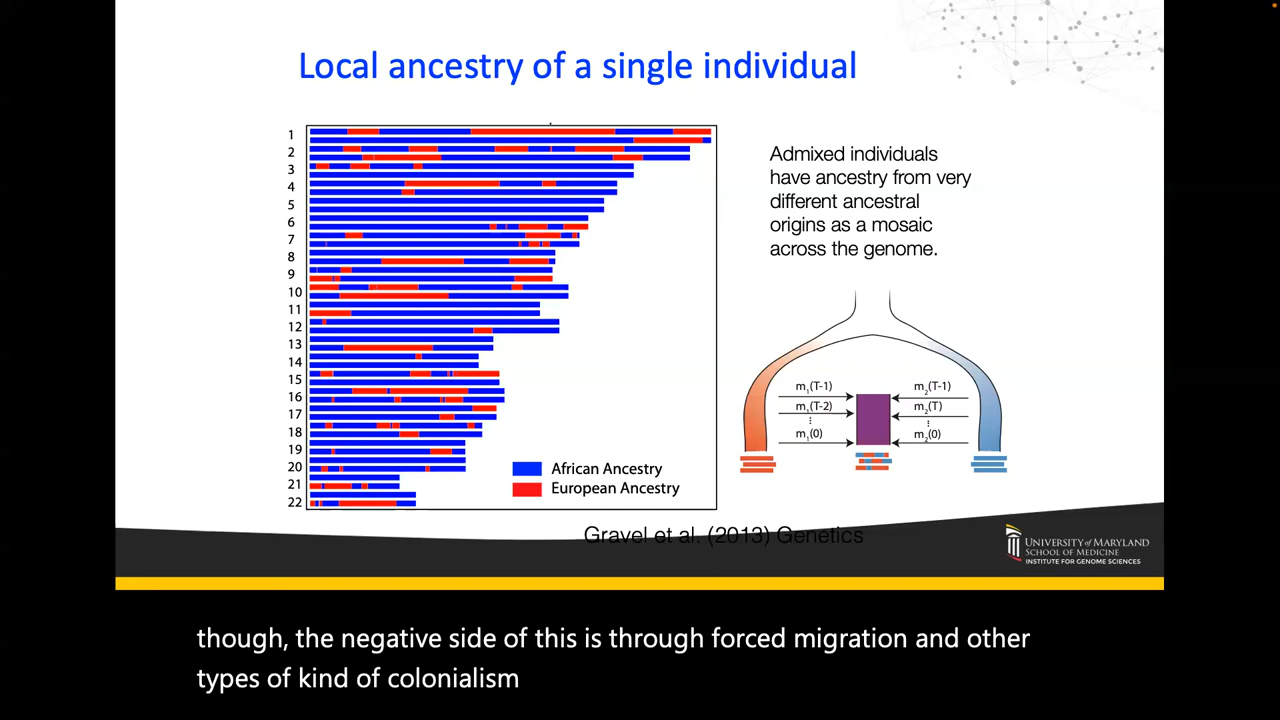 Local ancestry of a single individual
1
2
3
4
5
6
7
8
9
10
11
12
13
14
15
16
17
18
19
20
21
22
African Ancestry
European Ancestry
Admixed individuals
have ancestry from very
different ancestral
origins as a mosaic
across the genome.
m₁(T-1)
m₁(T-2)
⋮
m₁(0)
m₂(T-1)
m₂(T)
⋮
m₂(0)
Gravel et al. (2013) Genetics
UNIVERSITY of MARYLAND
SCHOOL OF MEDICINE
INSTITUTE FOR GENOME SCIENCES
though, the negative side of this is through forced migration and other
types of kind of colonialism